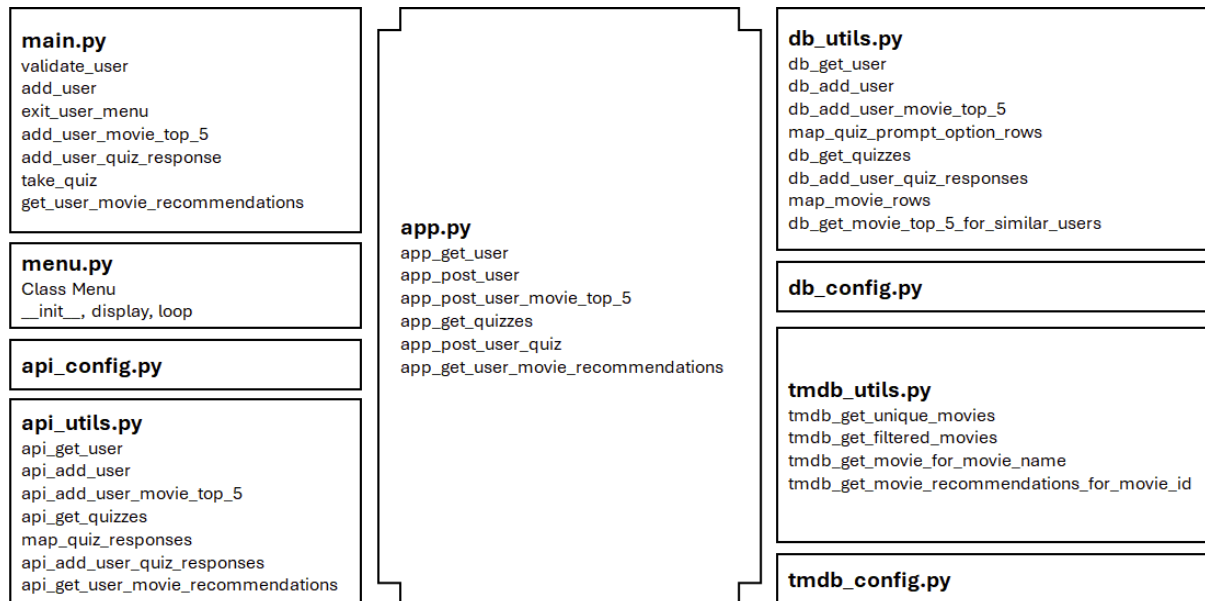 main.py
validate_user
add_user
exit_user_menu
add_user_movie_top_5
add_user_quiz_response
take_quiz
get_user_movie_recommendations
menu.py
Class Menu
__init__, display, loop
api_config.py
api_utils.py
api_get_user
api_add_user
api_add_user_movie_top_5
api_get_quizzes
map_quiz_responses
api_add_user_quiz_responses
api_get_user_movie_recommendations
app.py
app_get_user
app_post_user
app_post_user_movie_top_5
app_get_quizzes
app_post_user_quiz
app_get_user_movie_recommendations
db_utils.py
db_get_user
db_add_user
db_add_user_movie_top_5
map_quiz_prompt_option_rows
db_get_quizzes
db_add_user_quiz_responses
map_movie_rows
db_get_movie_top_5_for_similar_users
db_config.py
tmdb_utils.py
tmdb_get_unique_movies
tmdb_get_filtered_movies
tmdb_get_movie_for_movie_name
tmdb_get_movie_recommendations_for_movie_id
tmdb_config.py